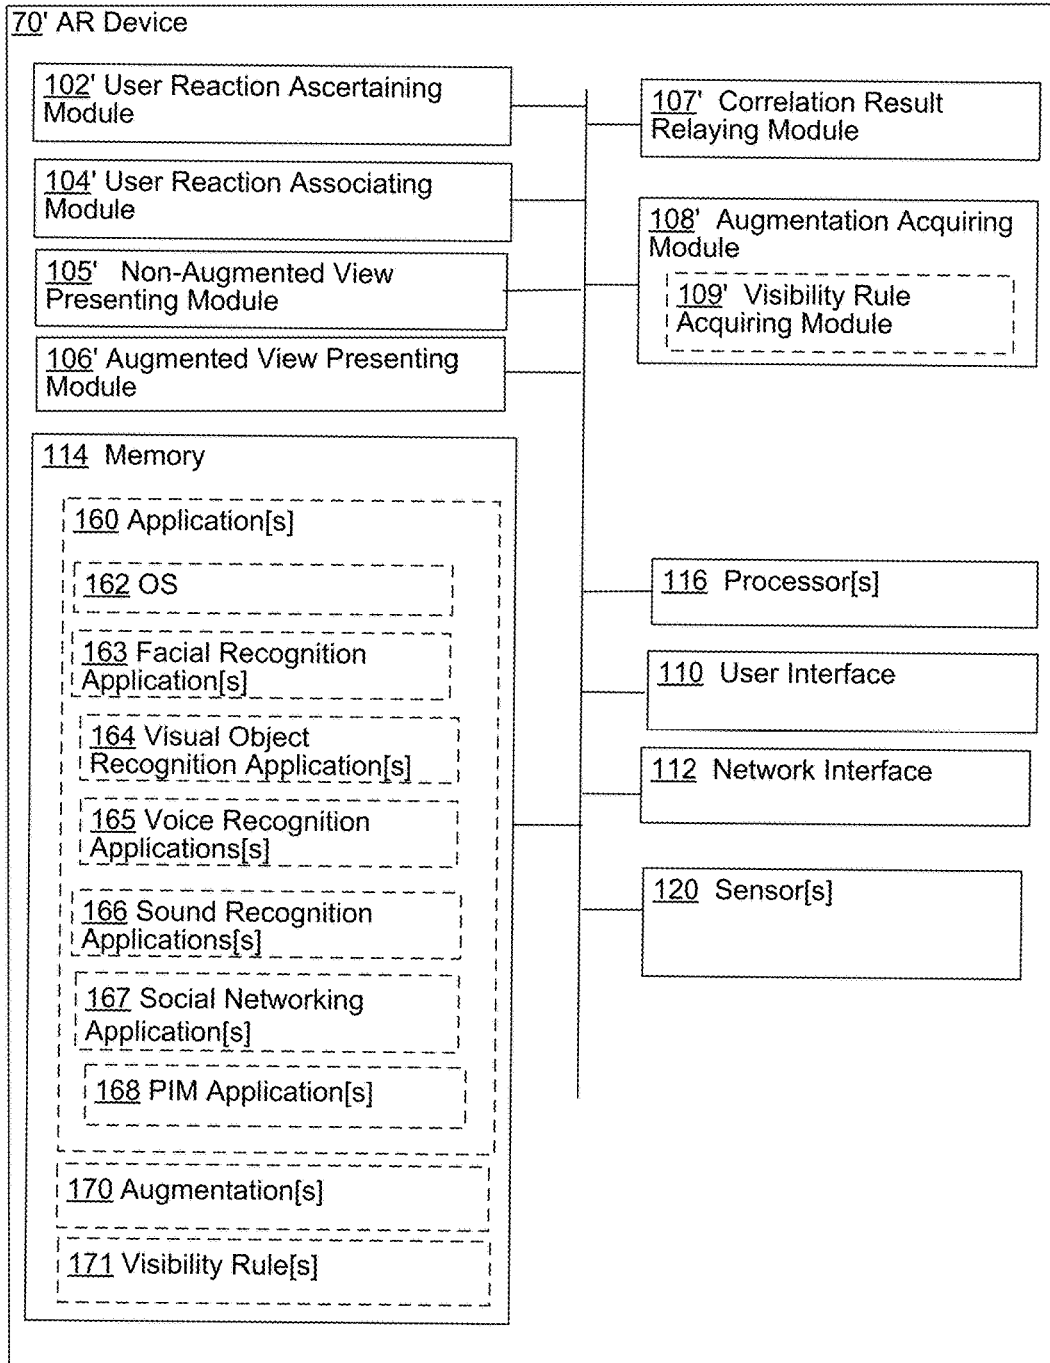 70' AR Device
102' User Reaction Ascertaining
Module
104' User Reaction Associating
Module
105' Non-Augmented View
Presenting Module
106' Augmented View Presenting
Module
107' Correlation Result
Relaying Module
108' Augmentation Acquiring
Module
109' Visibility Rule
Acquiring Module
114 Memory
160 Application[s]
162 OS
163 Facial Recognition
Application[s]
164 Visual Object
Recognition Application[s]
165 Voice Recognition
Applications[s]
166 Sound Recognition
Applications[s]
167 Social Networking
Application[s]
168 PIM Application[s]
170 Augmentation[s]
171 Visibility Rule[s]
116 Processor[s]
110 User Interface
112 Network Interface
120 Sensor[s]